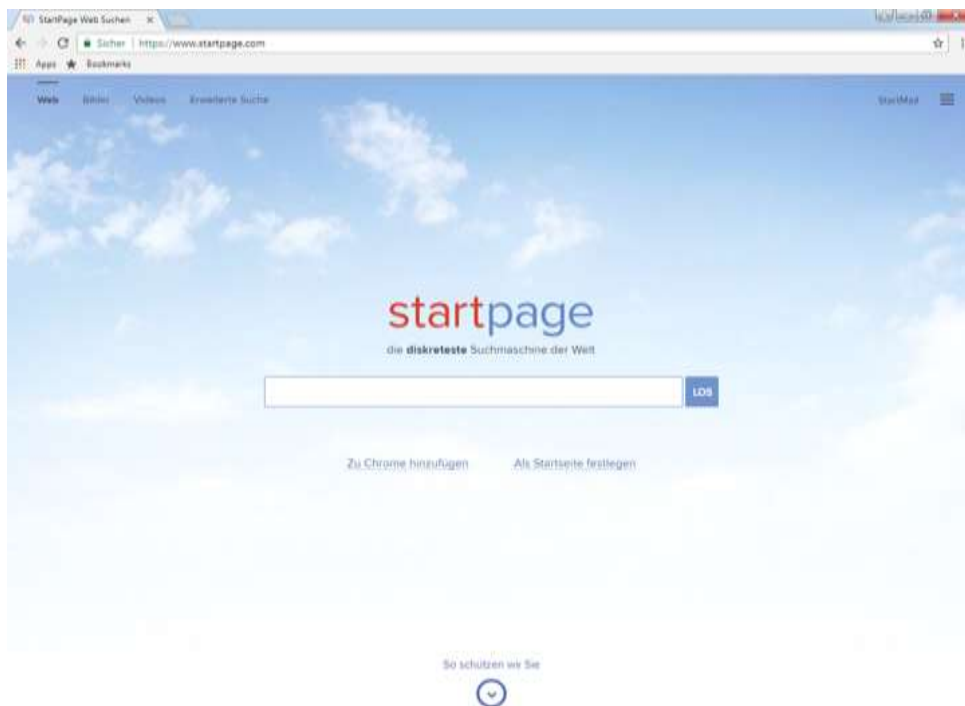 StartPage Web Suchen
Sicher https://www.startpage.com
Apps Bookmarks
Web Bilder Videos Erweiterte Suche StartMail
startpage
die diskreteste Suchmaschine der Welt
LOS
Zu Chrome hinzufügen Als Startseite festlegen
So schützen wir Sie